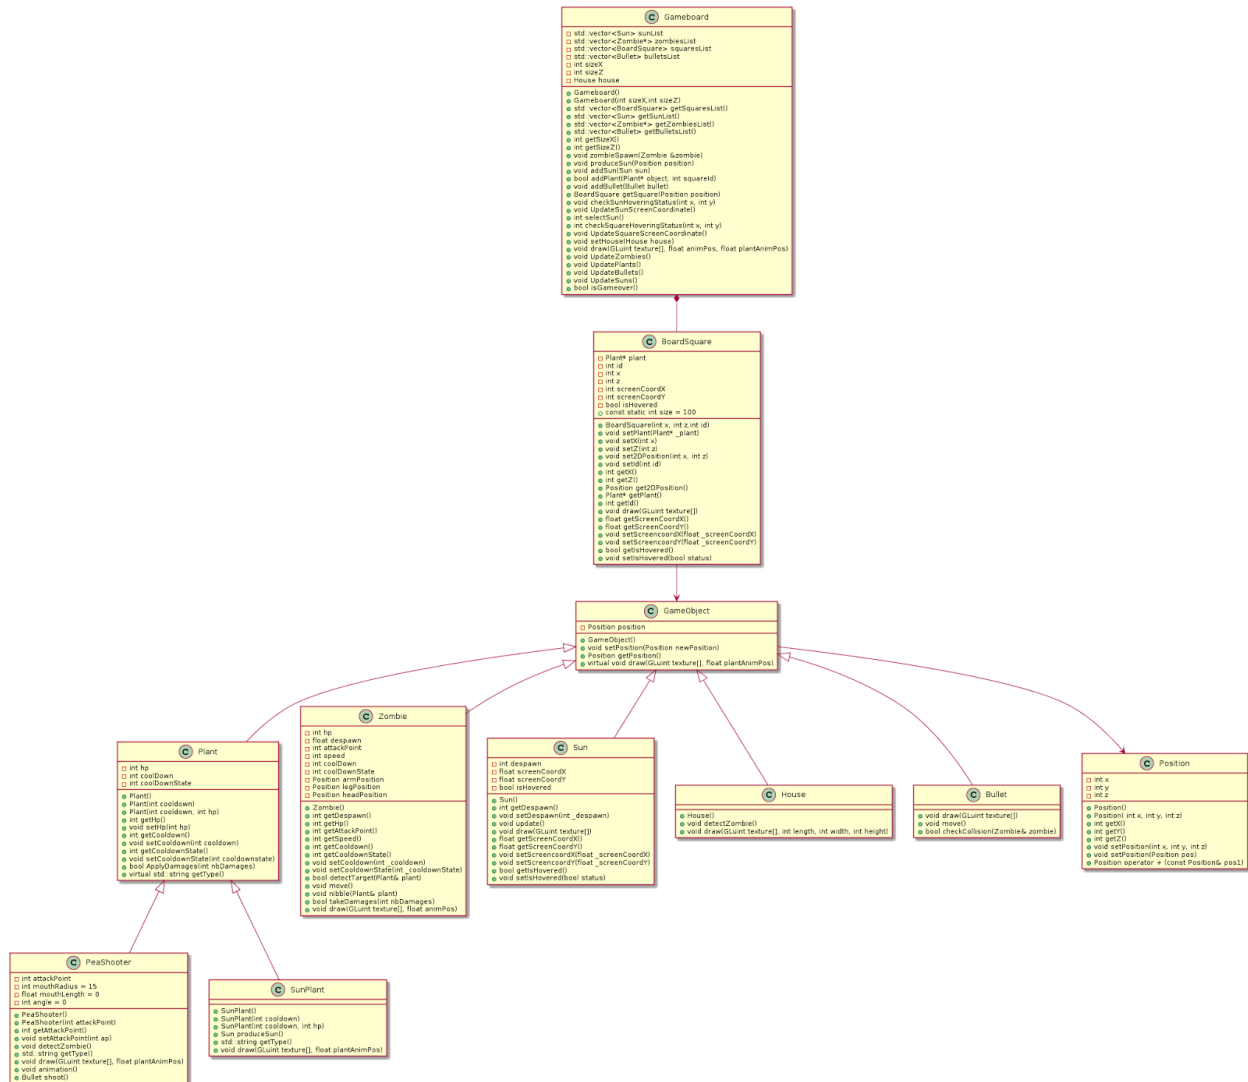 C Gameboard
std::vector<Sun> sunList
std::vector<Zombie*> zombiesList
std::vector<BoardSquare> squaresList
std::vector<Bullet> bulletsList
int sizeX
int sizeZ
House house
Gameboard()
Gameboard(int sizeX,int sizeZ)
std::vector<BoardSquare> getSquaresList()
std::vector<Sun> getSunList()
std::vector<Zombie*> getZombiesList()
std::vector<Bullet> getBulletsList()
int getSizeX()
int getSizeZ()
void zombieSpawn(Zombie &zombie)
void produceSun(Position position)
void addSun(Sun sun)
bool addPlant(Plant* object, int squareId)
void addBullet(Bullet bullet)
BoardSquare getSquare(Position position)
void checkSunHoveringStatus(int x, int y)
void UpdateSunScreenCoordinate()
int selectSun()
int checkSquareHoveringStatus(int x, int y)
void UpdateSquareScreenCoordinate()
void setHouse(House house)
void draw(GLuint texture[], float animPos, float plantAnimPos)
void UpdateZombies()
void UpdatePlants()
void UpdateBullets()
void UpdateSuns()
bool isGameover()
C BoardSquare
Plant* plant
int id
int x
int z
int screenCoordX
int screenCoordY
bool isHovered
const static int size = 100
BoardSquare(int x, int z,int id)
void setPlant(Plant* _plant)
void setX(int x)
void setZ(int z)
void set2DPosition(int x, int z)
void setId(int id)
int getX()
int getZ()
Position get2DPosition()
Plant* getPlant()
int getId()
void draw(GLuint texture[])
float getScreenCoordX()
float getScreenCoordY()
void setScreencoordX(float _screenCoordX)
void setScreencoordY(float _screenCoordY)
bool getIsHovered()
void setIsHovered(bool status)
C GameObject
Position position
GameObject()
void setPosition(Position newPosition)
Position getPosition()
virtual void draw(GLuint texture[], float plantAnimPos)
C Plant
int hp
int coolDown
int coolDownState
Plant()
Plant(int cooldown)
Plant(int cooldown, int hp)
int getHp()
void setHp(int hp)
int getCooldown()
void setCooldown(int cooldown)
int getCooldownState()
void setCooldownState(int cooldownstate)
bool ApplyDamages(int nbDamages)
virtual std::string getType()
C Zombie
int hp
float despawn
int attackPoint
int speed
int coolDown
int coolDownState
Position armPosition
Position legPosition
Position headPosition
Zombie()
int getDespawn()
int getHp()
int getAttackPoint()
int getSpeed()
int getCooldown()
int getCooldownState()
void setCooldown(int _cooldown)
void setCooldownState(int _cooldownState)
bool detectTarget(Plant& plant)
void move()
void nibble(Plant& plant)
bool takeDamages(int nbDamages)
void draw(GLuint texture[], float animPos)
C Sun
int despawn
float screenCoordX
float screenCoordY
bool isHovered
Sun()
int getDespawn()
void setDespawn(int _despawn)
void update()
void draw(GLuint texture[])
float getScreenCoordX()
float getScreenCoordY()
void setScreencoordX(float _screenCoordX)
void setScreencoordY(float _screenCoordY)
bool getIsHovered()
void setIsHovered(bool status)
C House
House()
void detectZombie()
void draw(GLuint texture[], int length, int width, int height)
C Bullet
void draw(GLuint texture[])
void move()
bool checkCollision(Zombie& zombie)
C Position
int x
int y
int z
Position()
Position( int x, int y, int z)
int getX()
int getY()
int getZ()
void setPosition(int x, int y, int z)
void setPosition(Position pos)
Position operator + (const Position& pos1)
C PeaShooter
int attackPoint
int mouthRadius = 15
float mouthLength = 0
int angle = 0
PeaShooter()
PeaShooter(int attackPoint)
int getAttackPoint()
void setAttackPoint(int ap)
void detectZombie()
std::string getType()
void draw(GLuint texture[], float plantAnimPos)
void animation()
Bullet shoot()
C SunPlant
SunPlant()
SunPlant(int cooldown)
SunPlant(int cooldown, int hp)
Sun produceSun()
std::string getType()
void draw(GLuint texture[], float plantAnimPos)